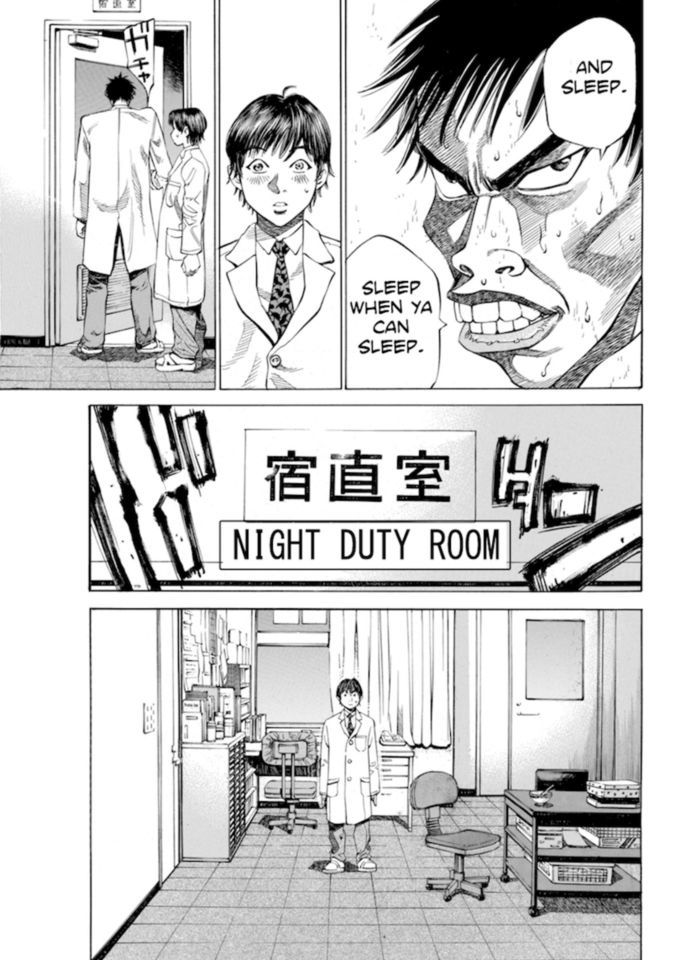 AND
SLEEP.
SLEEP
WHEN YA
CAN
SLEEP.
宿直室
ガチャ
宿直室
NIGHT DUTY ROOM